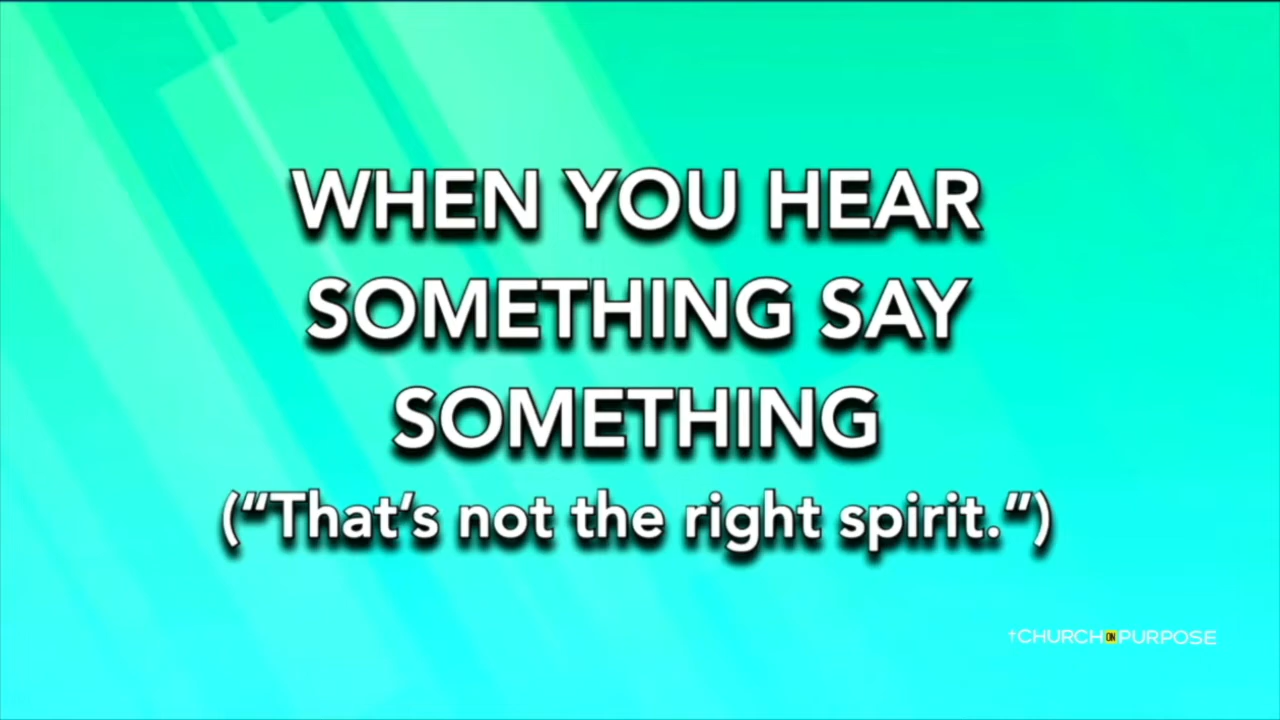 WHEN YOU HEAR
SOMETHING SAY
SOMETHING
(“That’s not the right spirit.”)
†CHURCH ON PURPOSE